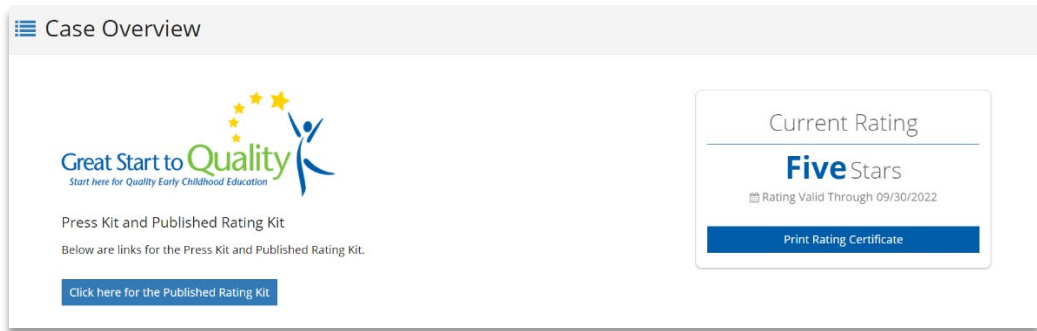 Case Overview
Great Start to Quality
Start here for Quality Early Childhood Education
Press Kit and Published Rating Kit
Below are links for the Press Kit and Published Rating Kit.
Click here for the Published Rating Kit
Current Rating
Five Stars
Rating Valid Through 09/30/2022
Print Rating Certificate